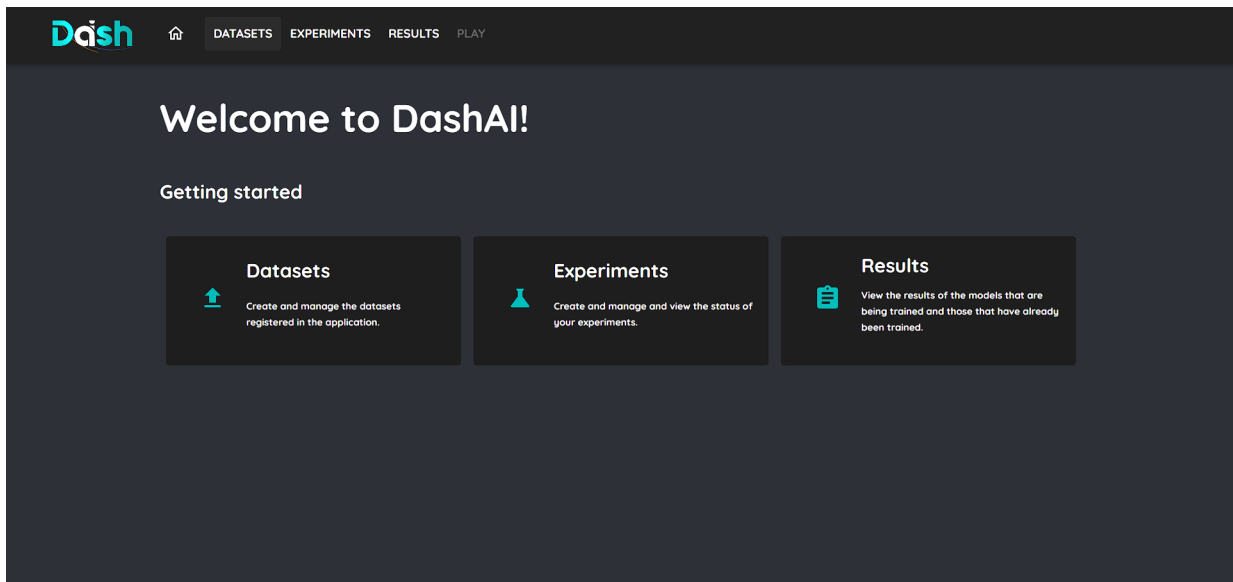 Dash
DATASETS EXPERIMENTS RESULTS PLAY
Welcome to DashAI!
Getting started
Datasets
Create and manage the datasets
registered in the application.
Experiments
Create and manage and view the status of
your experiments.
Results
View the results of the models that are
being trained and those that have already
been trained.